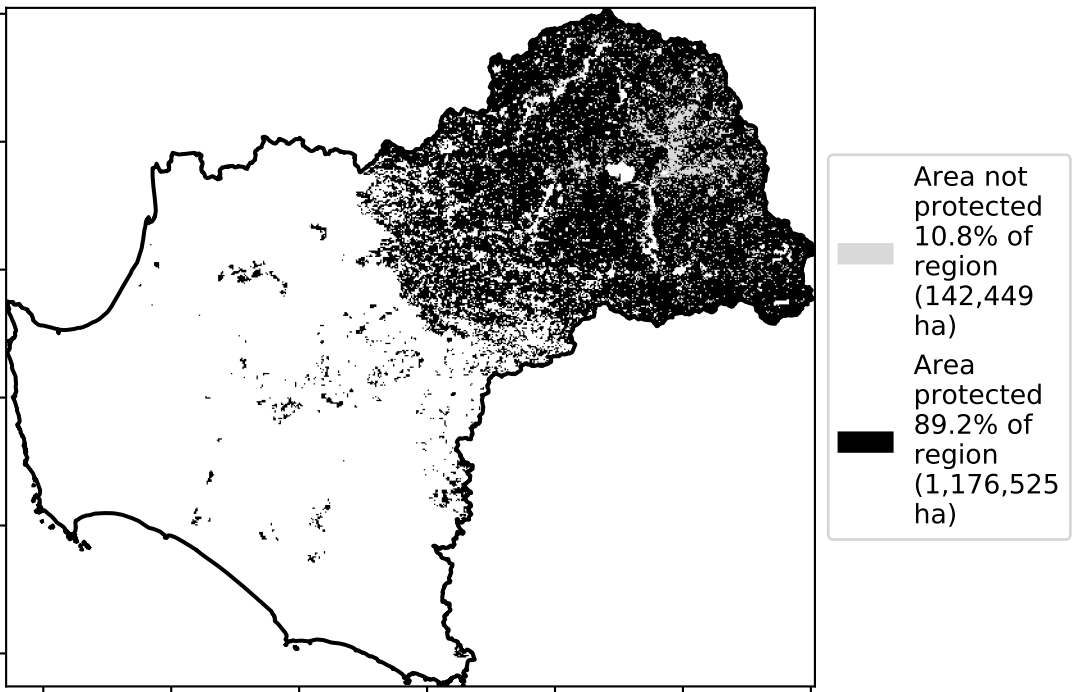 Area not
protected
10.8% of
region
(142,449
ha)
Area
protected
89.2% of
region
(1,176,525
ha)